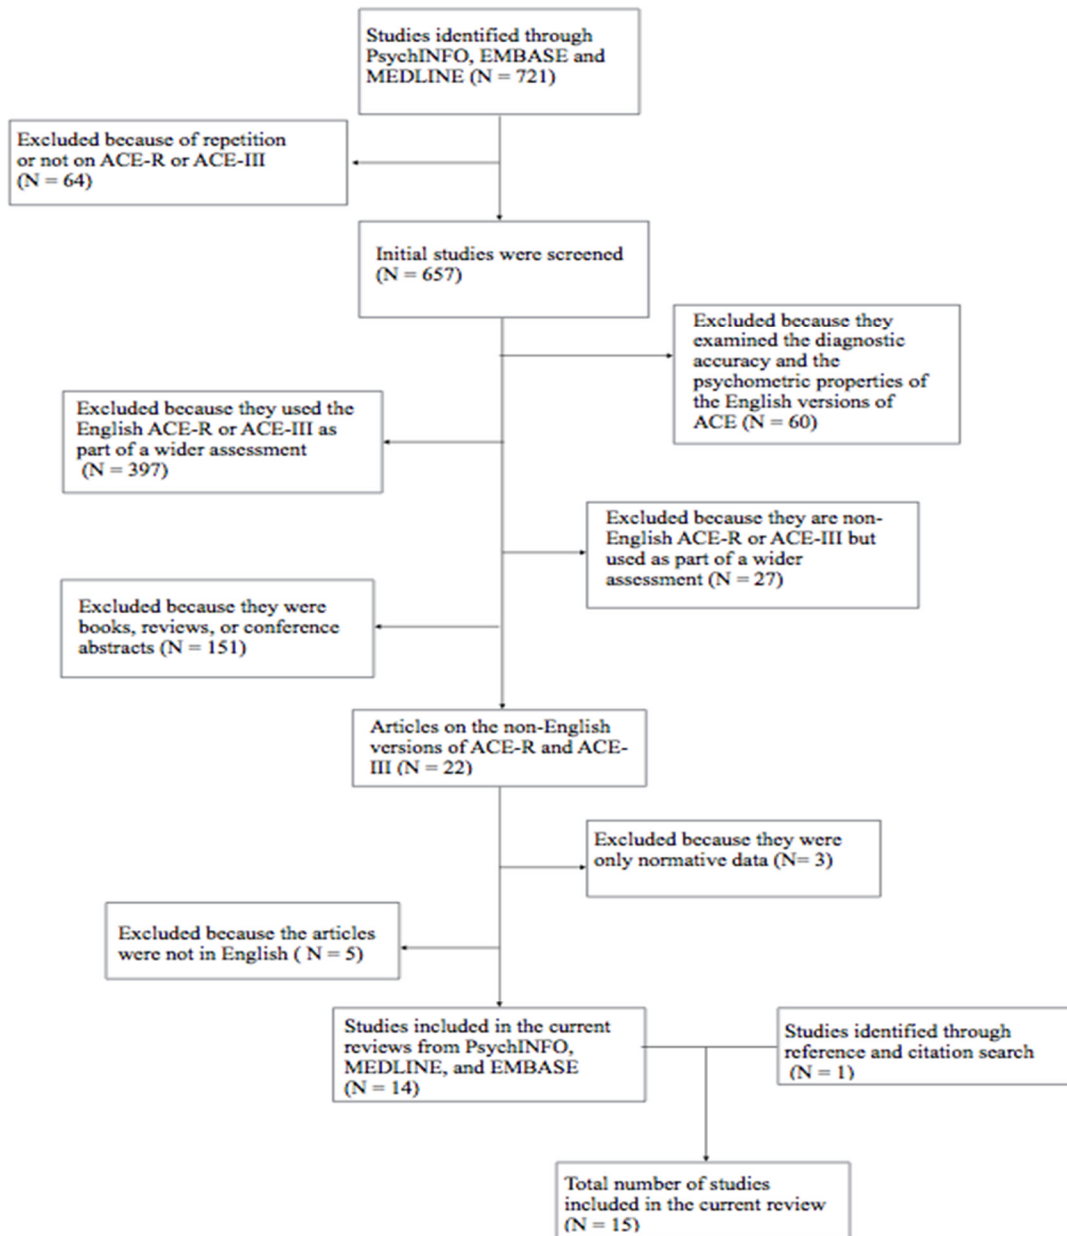 Studies identified through
PsychINFO, EMBASE and
MEDLINE (N = 721)
Excluded because of repetition
or not on ACE-R or ACE-III
(N = 64)
Initial studies were screened
(N = 657)
Excluded because they
examined the diagnostic
accuracy and the
psychometric properties of
the English versions of
ACE (N = 60)
Excluded because they used the
English ACE-R or ACE-III as
part of a wider assessment
(N = 397)
Excluded because they are non-
English ACE-R or ACE-III but
used as part of a wider
assessment (N = 27)
Excluded because they were
books, reviews, or conference
abstracts (N = 151)
Articles on the non-English
versions of ACE-R and ACE-
III (N = 22)
Excluded because they were
only normative data (N= 3)
Excluded because the articles
were not in English ( N = 5)
Studies included in the current
reviews from PsychINFO,
MEDLINE, and EMBASE
(N = 14)
Studies identified through
reference and citation search
(N = 1)
Total number of studies
included in the current review
(N = 15)